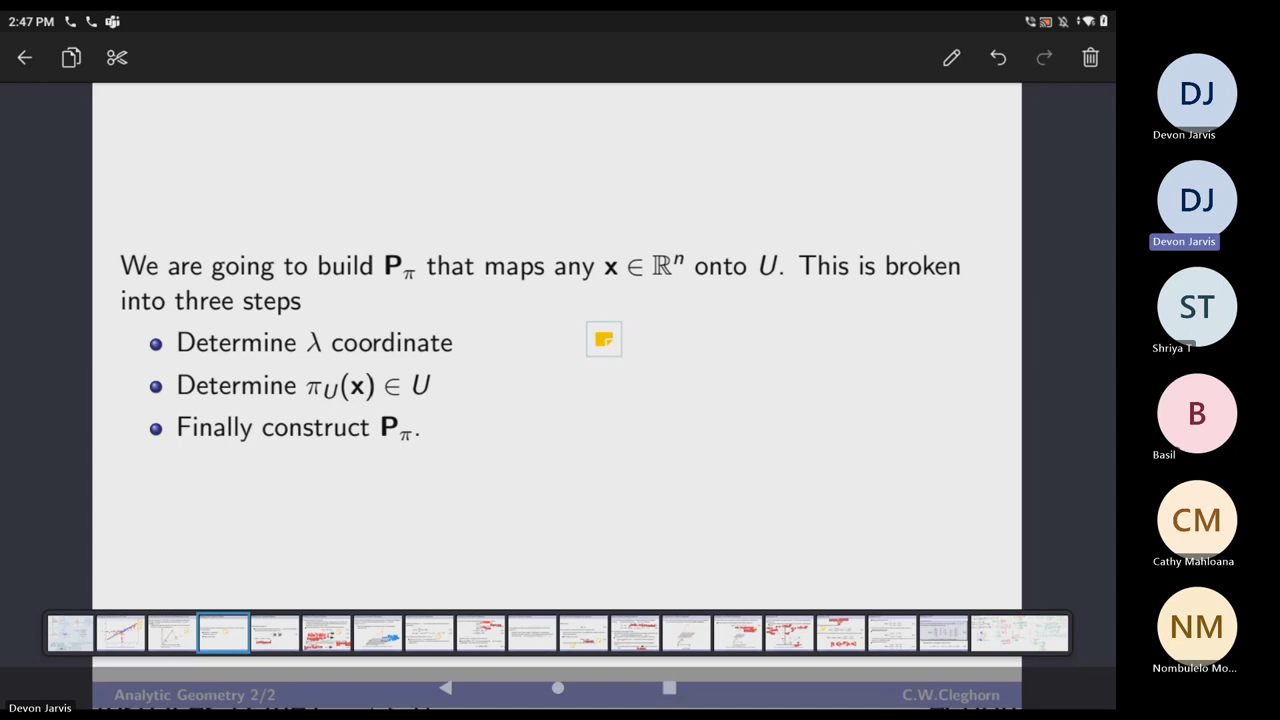 2:47 PM
We are going to build P_π that maps any x ∈ ℝⁿ onto U. This is broken
into three steps
Determine λ coordinate
Determine π_U(x) ∈ U
Finally construct P_π.
Analytic Geometry 2/2
C.W.Cleghorn
Devon Jarvis
DJ
Devon Jarvis
DJ
Devon Jarvis
ST
Shriya T
B
Basil
CM
Cathy Mahloana
NM
Nombulelo Mo...